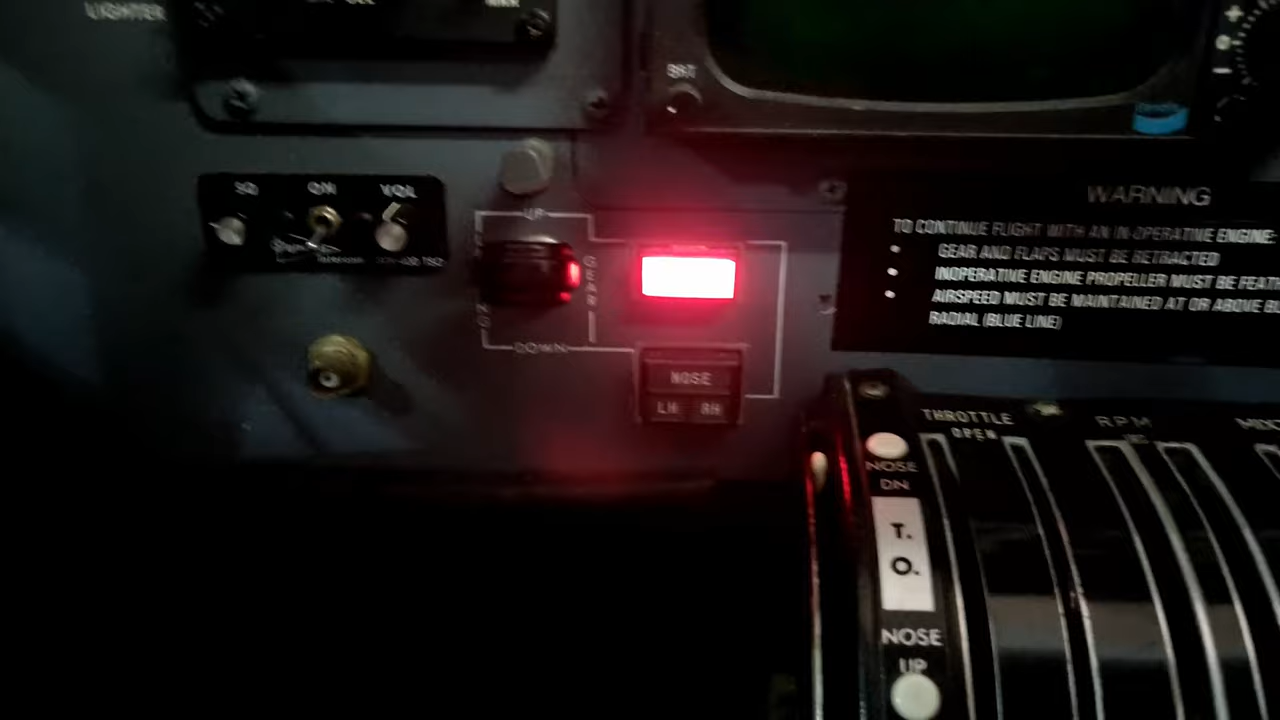 LIGHTER
BRT
SQ ON VOL
UP
GEAR
DOWN
NOSE
LH RH
WARNING
TO CONTINUE FLIGHT WITH AN IN-OPERATIVE ENGINE:
• GEAR AND FLAPS MUST BE RETRACTED
• INOPERATIVE ENGINE PROPELLER MUST BE
• AIRSPEED MUST BE MAINTAINED AT OR ABOVE
RADIAL (BLUE LINE)
THROTTLE RPM
OPEN
NOSE
DN
T.
O.
NOSE
UP